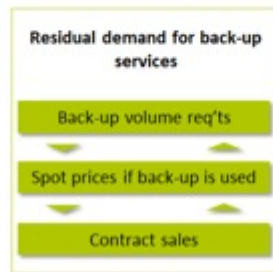 Residual demand for back-up
services
Back-up volume req'ts
Spot prices if back-up is used
Contract sales